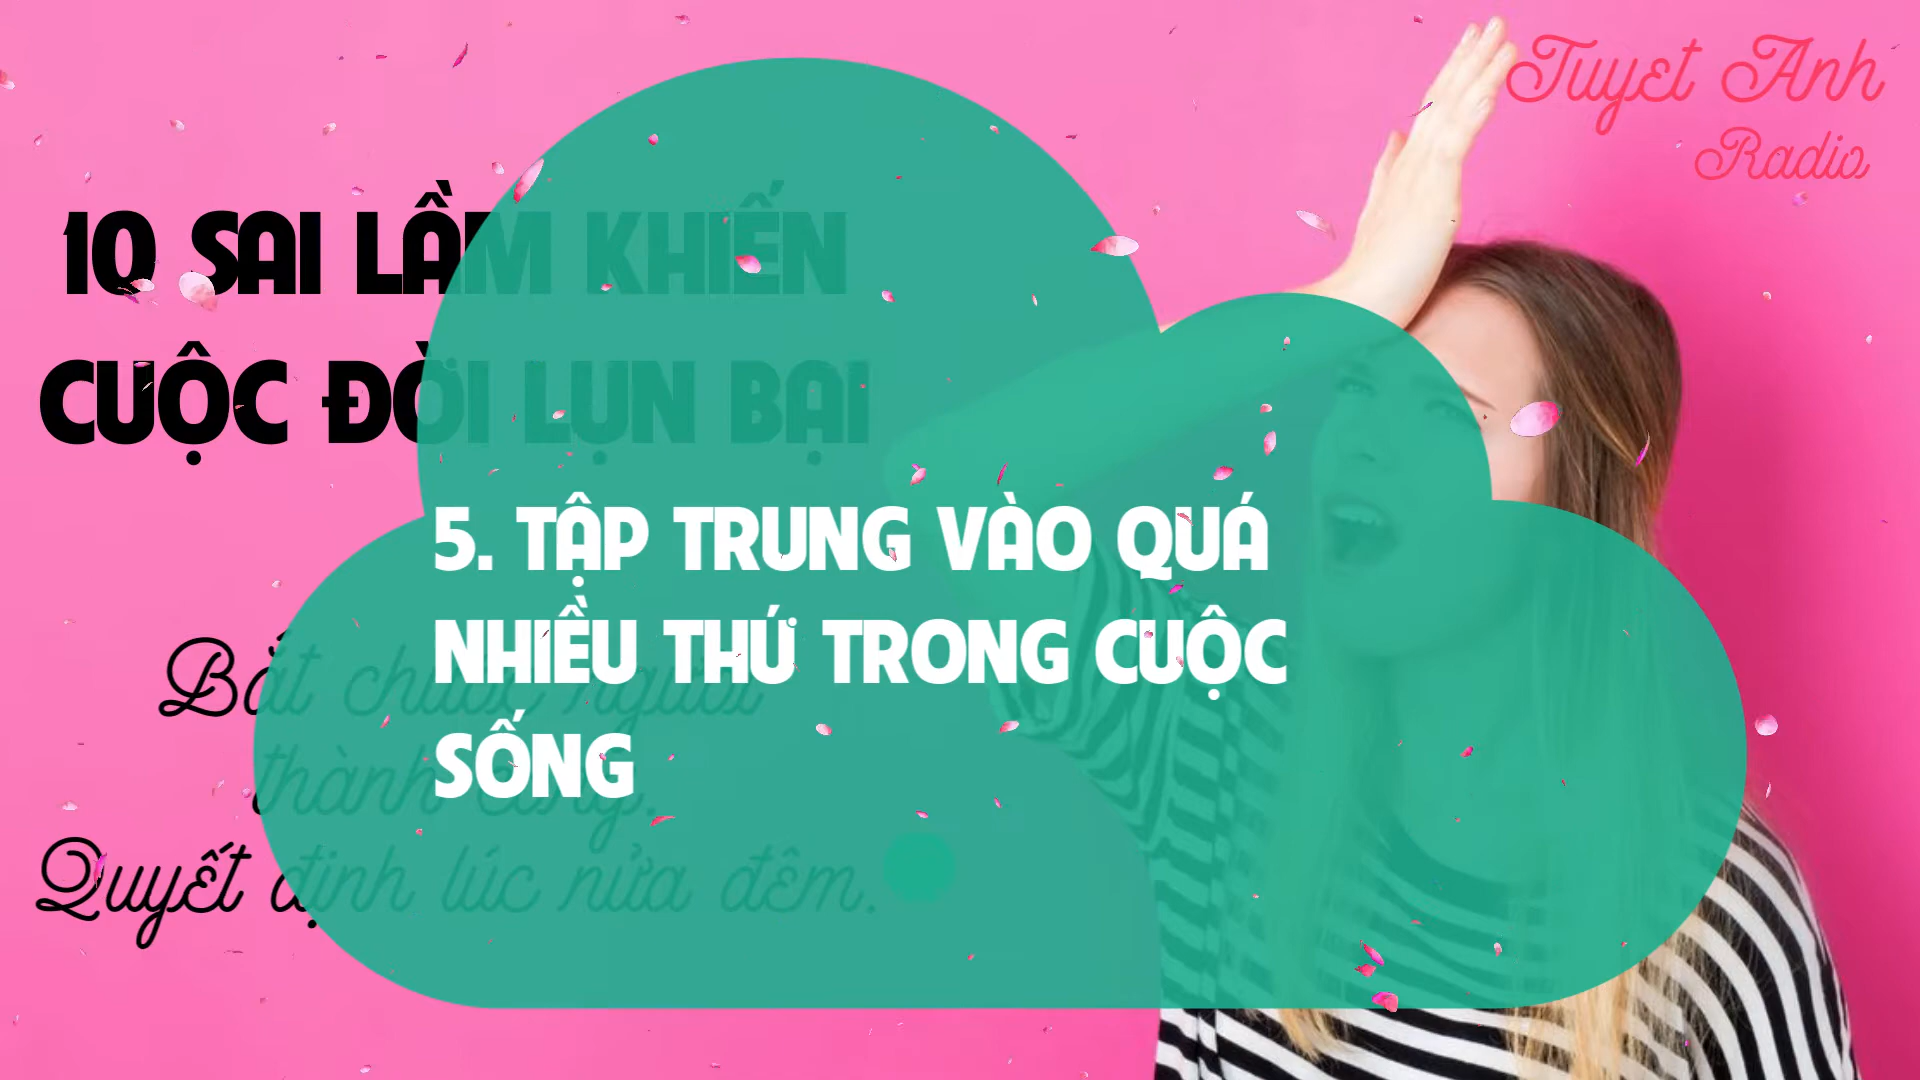 Tuyet Anh
Radio
10 SAI LẦM KHIẾN
CUỘC ĐỜI LỤN BẠI
5. TẬP TRUNG VÀO QUÁ
NHIỀU THỨ TRONG CUỘC
SỐNG
Bắt chước người
thành công.
Quyết định lúc nửa đêm.